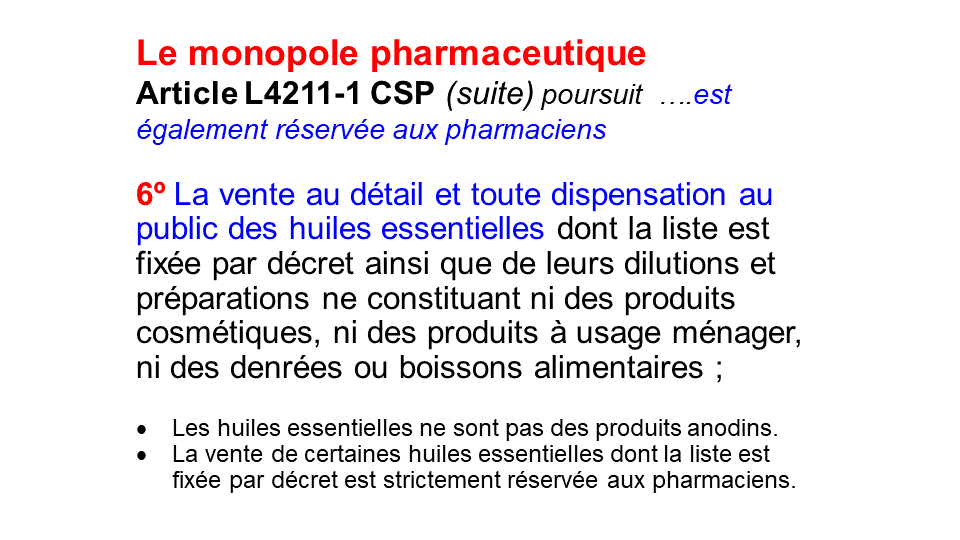 Le monopole pharmaceutique
Article L4211-1 CSP (suite) poursuit ….est
également réservée aux pharmaciens
6º La vente au détail et toute dispensation au
public des huiles essentielles dont la liste est
fixée par décret ainsi que de leurs dilutions et
préparations ne constituant ni des produits
cosmétiques, ni des produits à usage ménager,
ni des denrées ou boissons alimentaires ;
• Les huiles essentielles ne sont pas des produits anodins.
• La vente de certaines huiles essentielles dont la liste est
fixée par décret est strictement réservée aux pharmaciens.